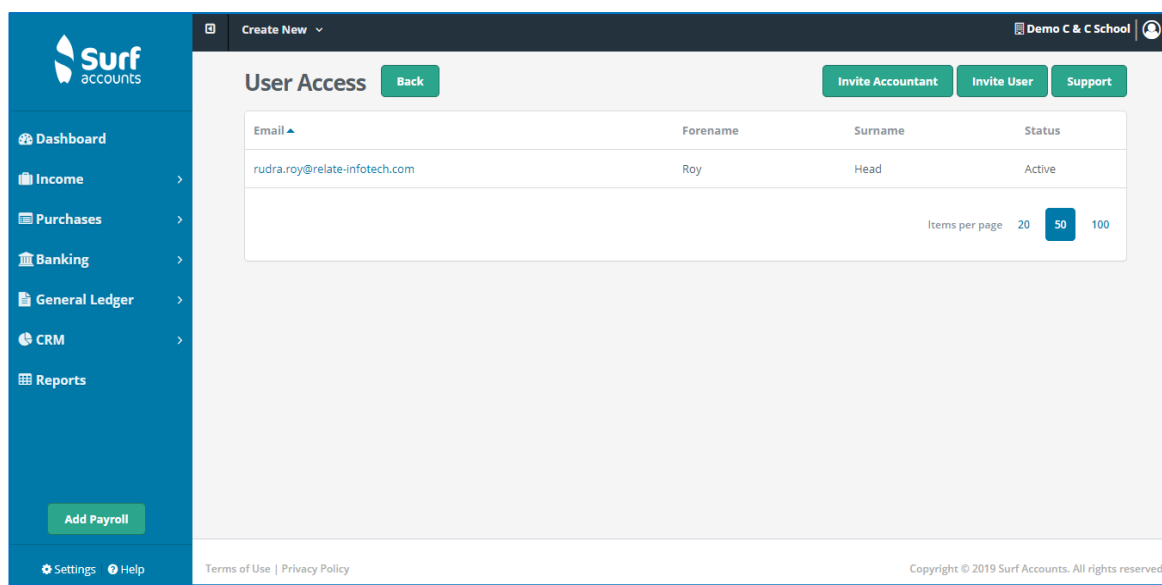 Surf
accounts
Create New
Demo C & C School
User Access
Back
Invite Accountant
Invite User
Support
Email
Forename
Surname
Status
rudra.roy@relate-infotech.com
Roy
Head
Active
Items per page
20
50
100
Dashboard
Income
Purchases
Banking
General Ledger
CRM
Reports
Add Payroll
Settings
Help
Terms of Use | Privacy Policy
Copyright © 2019 Surf Accounts. All rights reserved